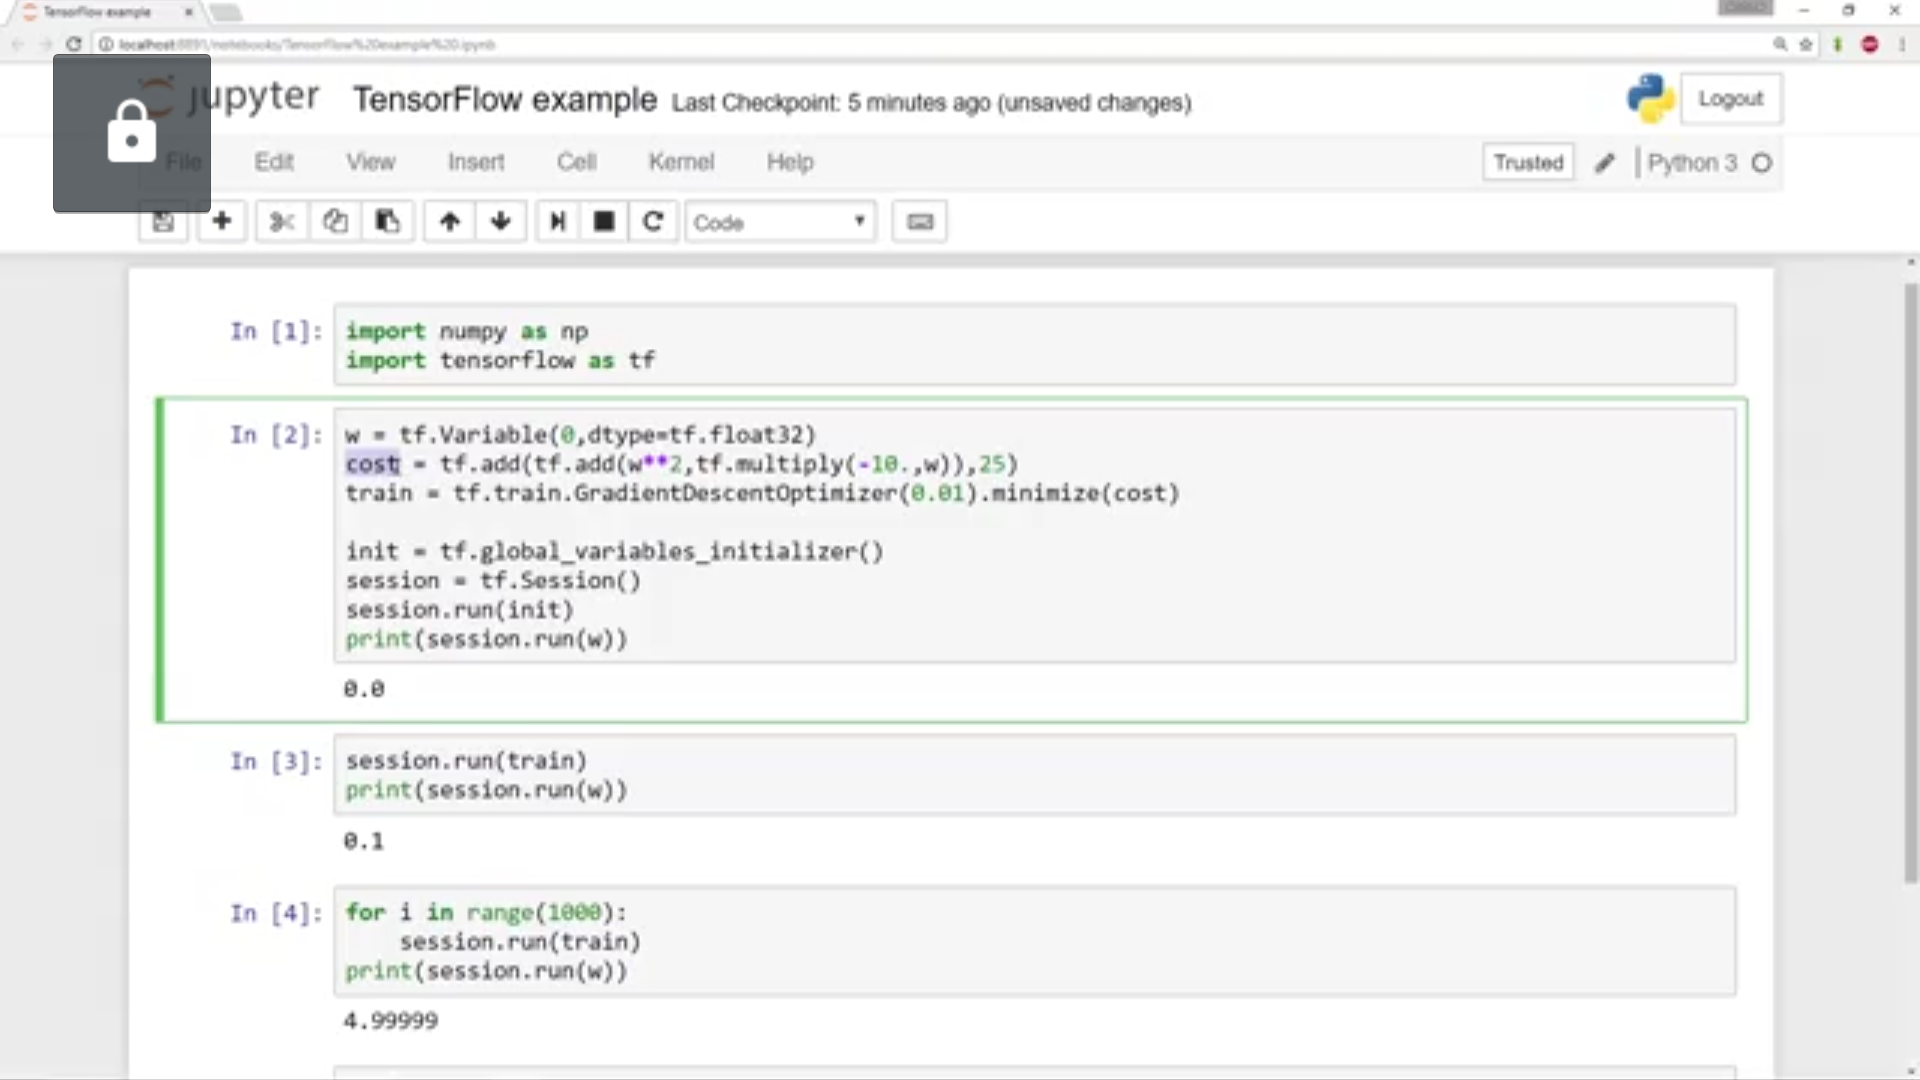 TensorFlow example
localhost:8891/notebooks/TensorFlow%20example%20.ipynb
jupyter TensorFlow example Last Checkpoint: 5 minutes ago (unsaved changes)
Logout
File Edit View Insert Cell Kernel Help
Trusted Python 3
Code
In [1]: import numpy as np
import tensorflow as tf
In [2]: w = tf.Variable(0,dtype=tf.float32)
cost = tf.add(tf.add(w**2,tf.multiply(-10.,w)),25)
train = tf.train.GradientDescentOptimizer(0.01).minimize(cost)
init = tf.global_variables_initializer()
session = tf.Session()
session.run(init)
print(session.run(w))
0.0
In [3]: session.run(train)
print(session.run(w))
0.1
In [4]: for i in range(1000):
session.run(train)
print(session.run(w))
4.99999